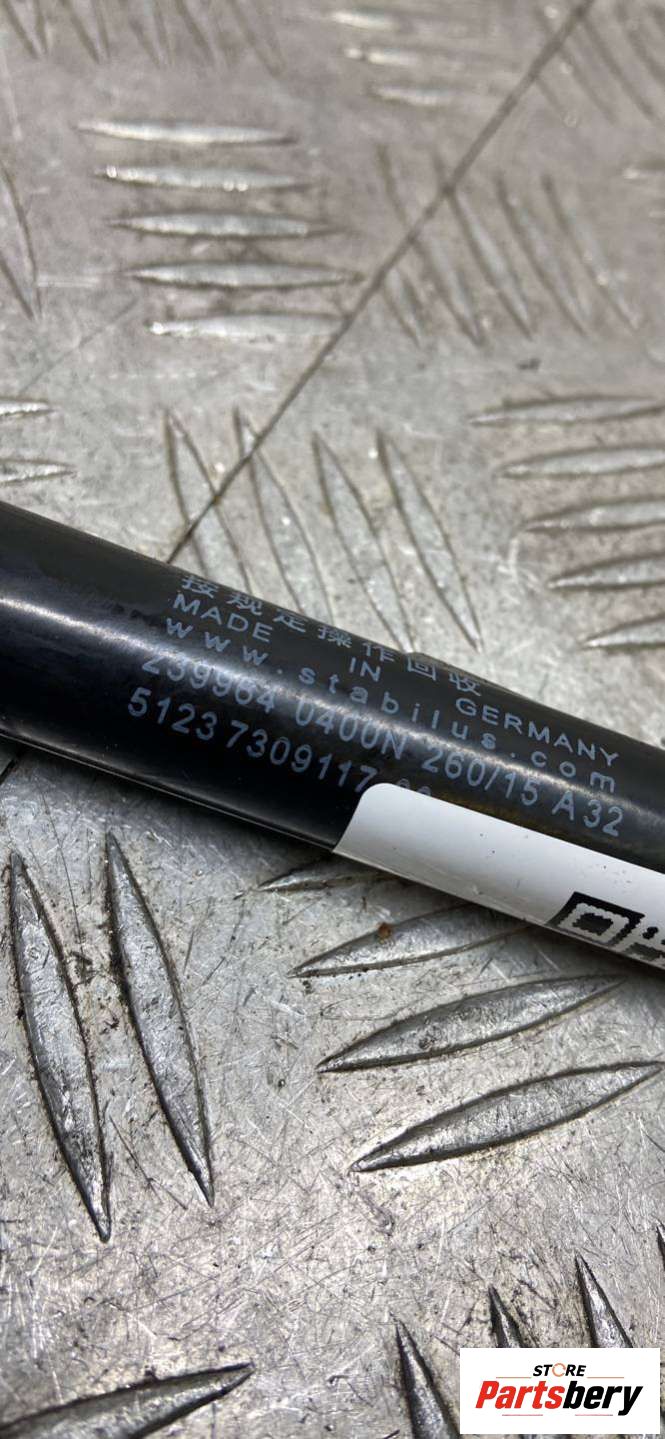 按规定操作回收
MADE IN GERMANY
www.stabilus.com
239964 0400N 260/15 A 32
5123 7309117
STORE
Partsbery